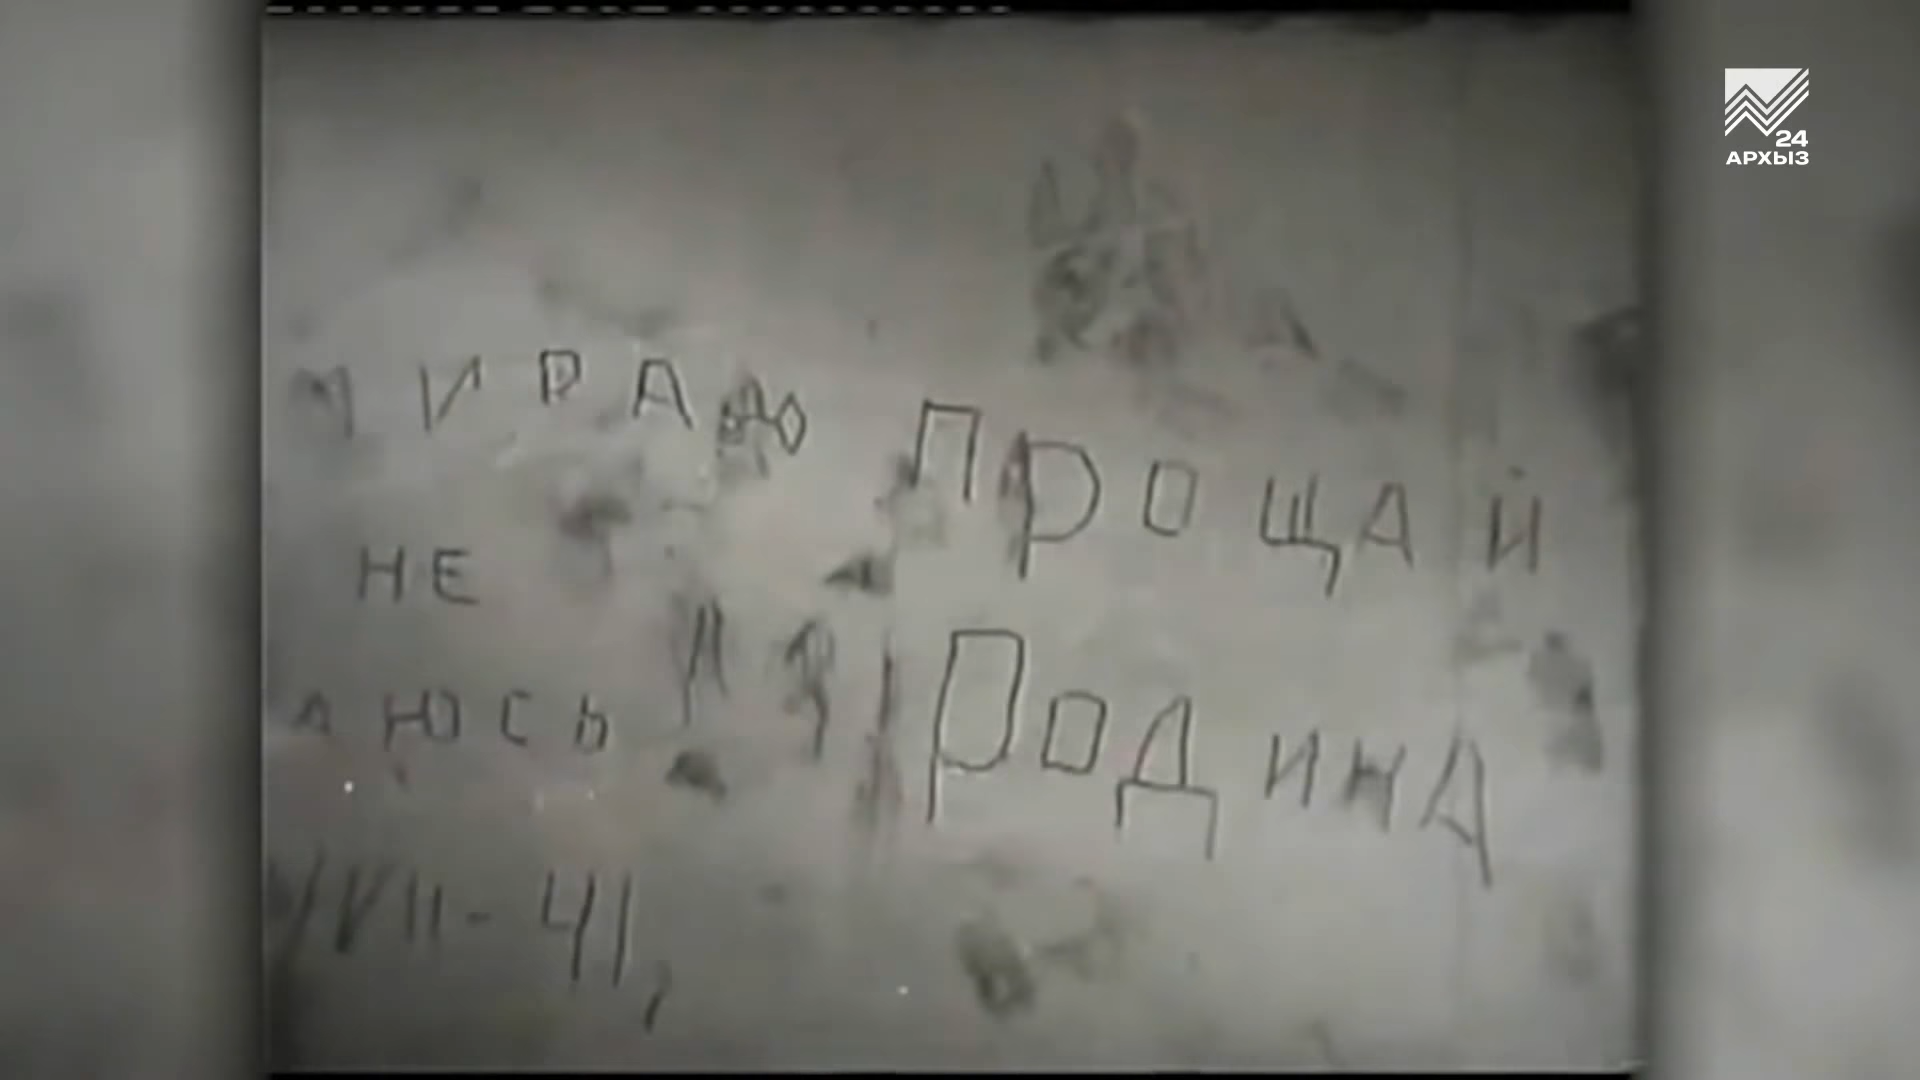 МИРАЮ ПРОЩАЙ
НЕ
АЮСЬ РОДИНА
/VII-41,
24
АРХЫЗ